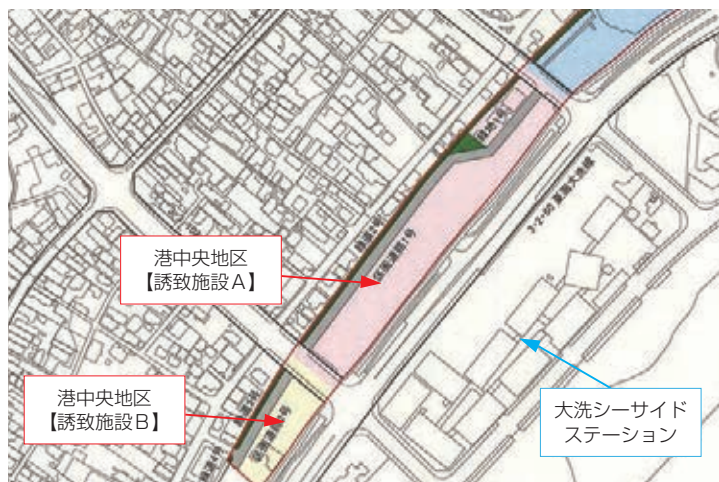 港中央地区
【誘致施設A】
港中央地区
【誘致施設B】
大洗シーサイド
ステーション